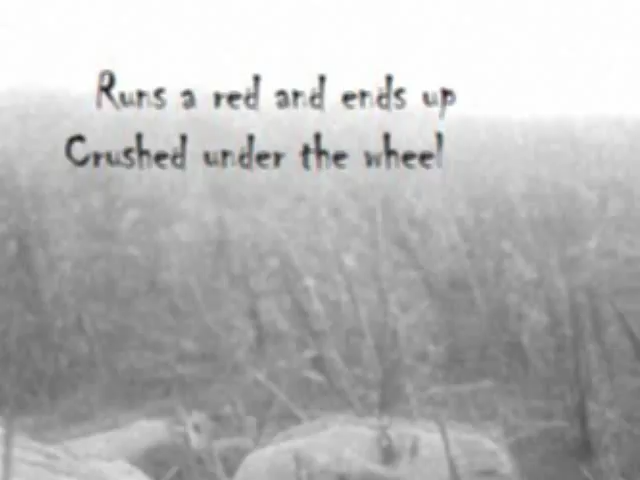 Runs a red and ends up
Crushed under the wheel